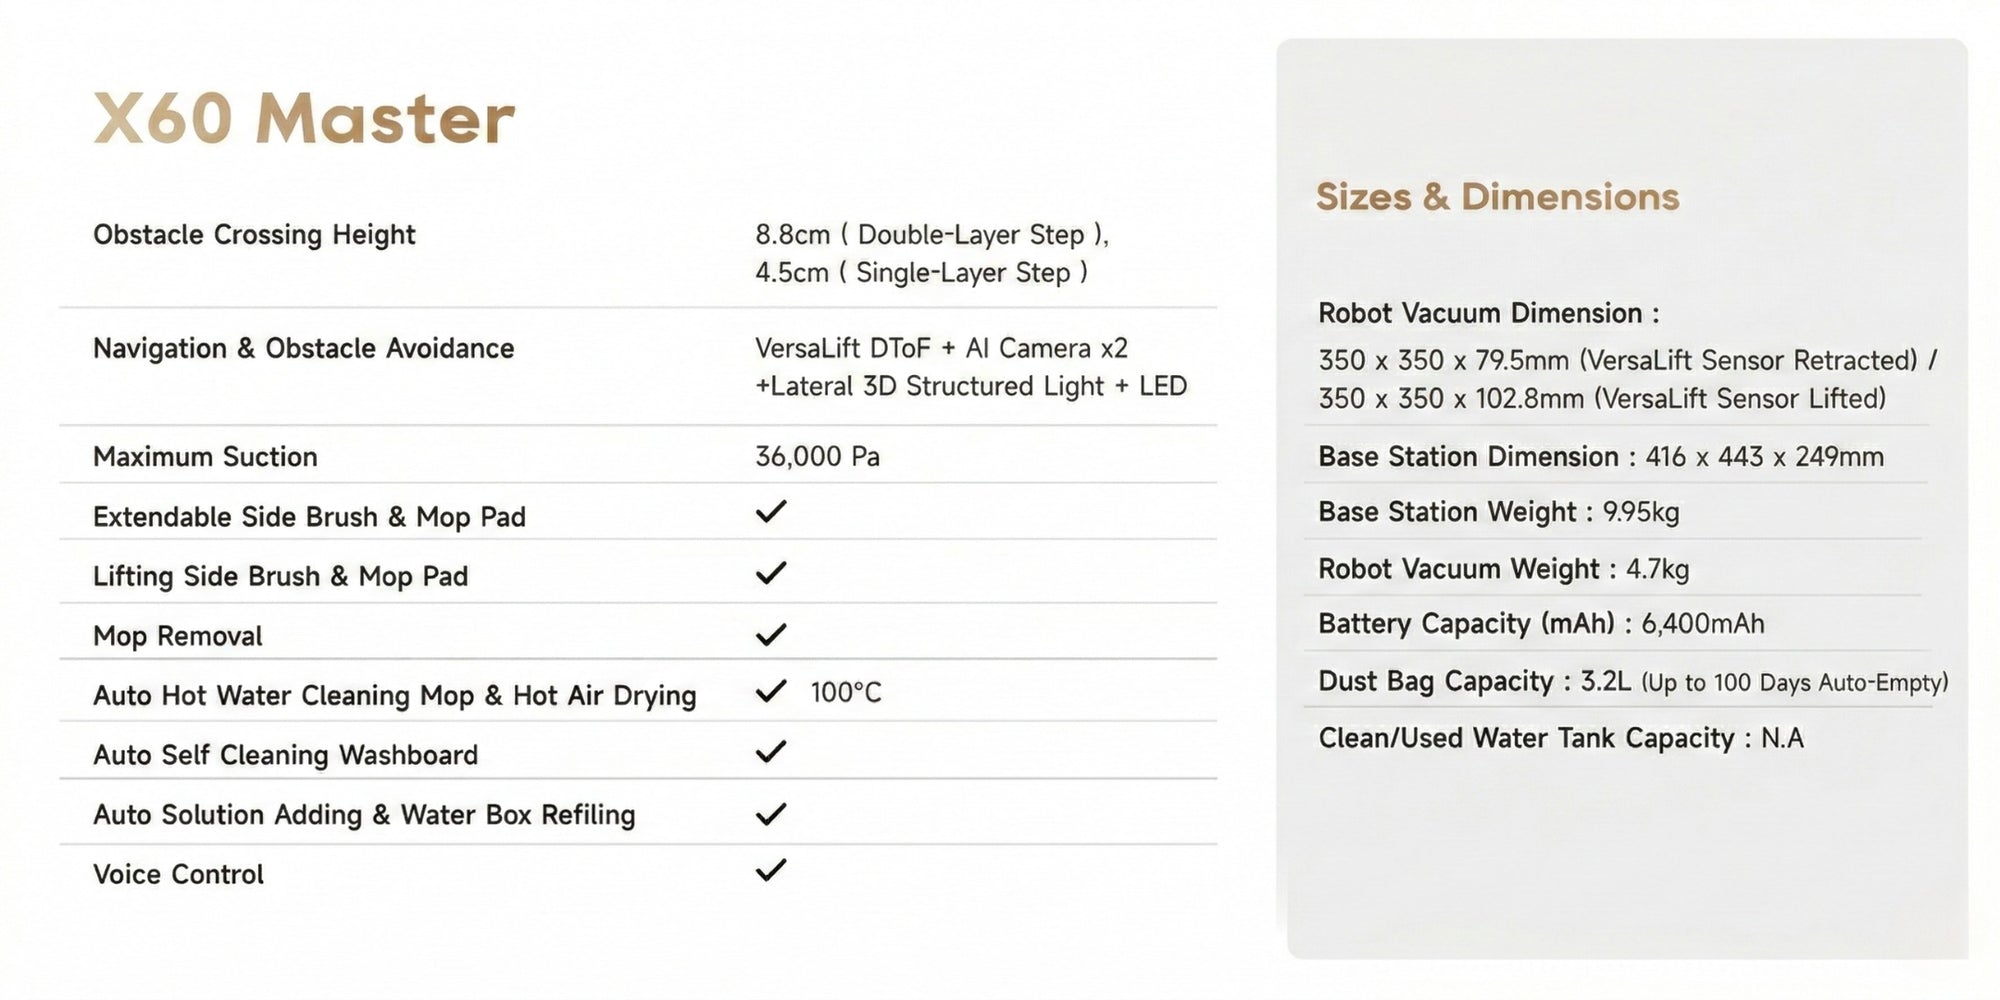 X60 Master
Obstacle Crossing Height
8.8cm ( Double-Layer Step ),
4.5cm ( Single-Layer Step )
Navigation & Obstacle Avoidance
VersaLift DToF + AI Camera x2
+Lateral 3D Structured Light + LED
Maximum Suction 36,000 Pa
Extendable Side Brush & Mop Pad ✓
Lifting Side Brush & Mop Pad ✓
Mop Removal ✓
Auto Hot Water Cleaning Mop & Hot Air Drying ✓ 100°C
Auto Self Cleaning Washboard ✓
Auto Solution Adding & Water Box Refiling ✓
Voice Control ✓
Sizes & Dimensions
Robot Vacuum Dimension :
350 x 350 x 79.5mm (VersaLift Sensor Retracted) /
350 x 350 x 102.8mm (VersaLift Sensor Lifted)
Base Station Dimension : 416 x 443 x 249mm
Base Station Weight : 9.95kg
Robot Vacuum Weight : 4.7kg
Battery Capacity (mAh) : 6,400mAh
Dust Bag Capacity : 3.2L (Up to 100 Days Auto-Empty)
Clean/Used Water Tank Capacity : N.A